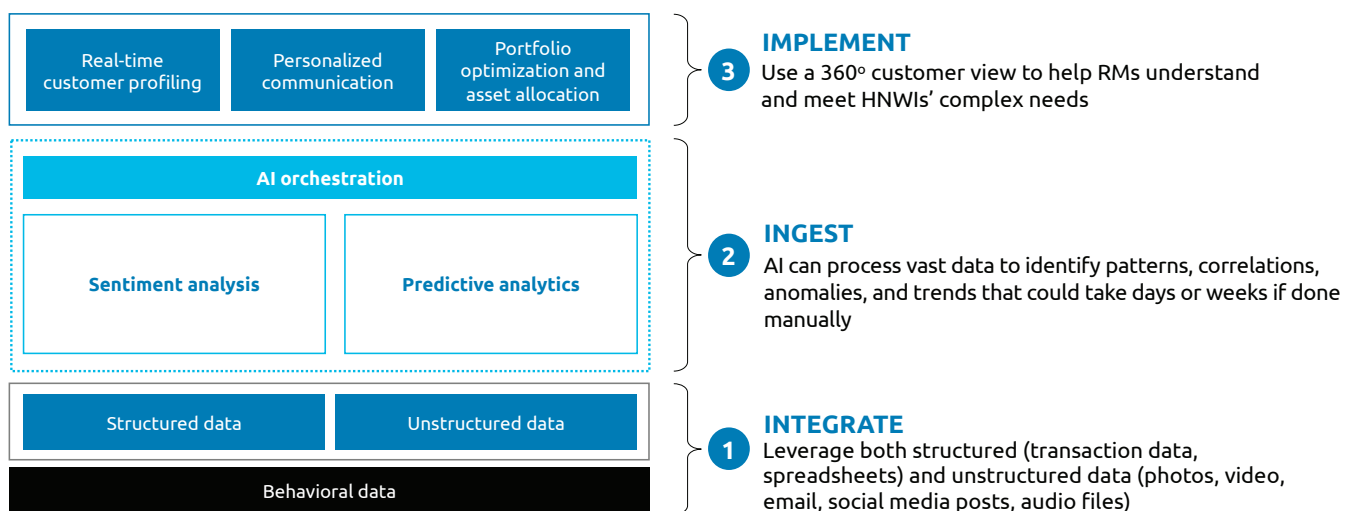 Real-time
customer profiling
Personalized
communication
Portfolio
optimization and
asset allocation
3
IMPLEMENT
Use a 360º customer view to help RMs understand
and meet HNWIs’ complex needs
AI orchestration
Sentiment analysis
Predictive analytics
2
INGEST
AI can process vast data to identify patterns, correlations,
anomalies, and trends that could take days or weeks if done
manually
Structured data
Unstructured data
Behavioral data
1
INTEGRATE
Leverage both structured (transaction data,
spreadsheets) and unstructured data (photos, video,
email, social media posts, audio files)